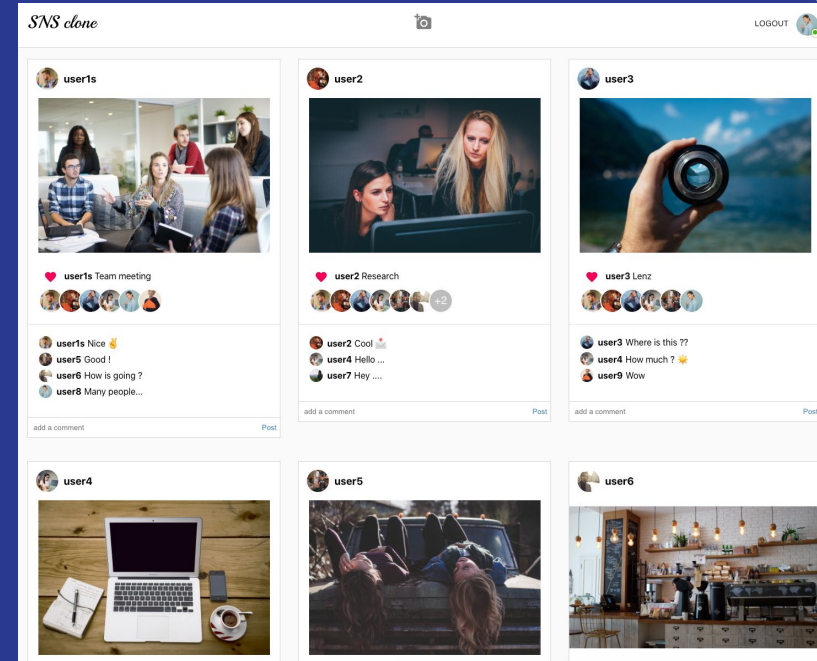 SNS clone
LOGOUT
user1s
user1s Team meeting
user1s Nice ✌
user5 Good !
user6 How is going ?
user8 Many people...
add a comment Post
user2
user2 Research
+2
user2 Cool 📩
user4 Hello ...
user7 Hey ....
add a comment Post
user3
user3 Lenz
user3 Where is this ??
user4 How much ? ☀
user9 Wow
add a comment Post
user4
user5
user6